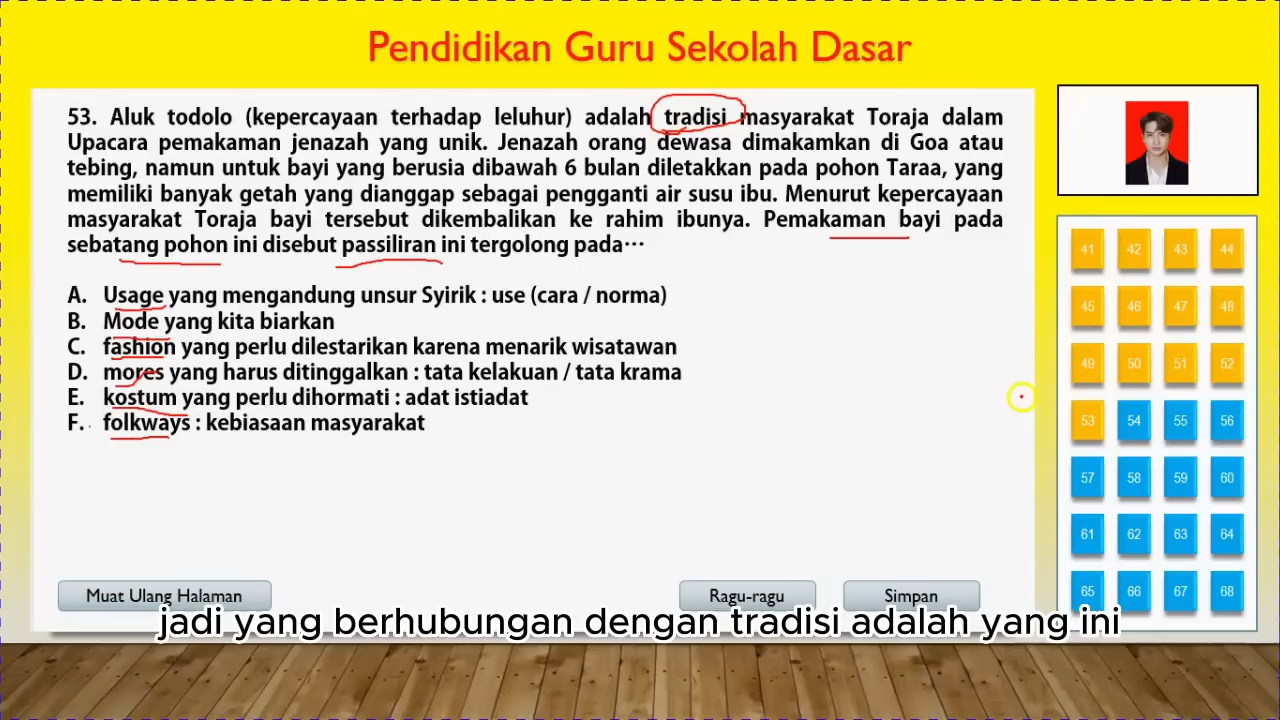 Pendidikan Guru Sekolah Dasar
53. Aluk todolo (kepercayaan terhadap leluhur) adalah tradisi masyarakat Toraja dalam
Upacara pemakaman jenazah yang uuik. Jenazah orang dewasa dimakamkan di Goa atau
tebing, namun untuk bayi yang berusia dibawah 6 bulan diletakkan pada pohon Taraa, yang
memiliki banyak getah yang dianggap sebagai pengganti air susu ibu. Menurut kepercayaan
masyarakat Toraja bayi tersebut dikembalikan ke rahim ibunya. Pemakaman bayi pada
sebatang pohon ini disebut passiliran ini tergolong pada…
A. Usage yang mengandung unsur Syirik : use (cara / norma)
B. Mode yang kita biarkan
C. fashion yang perlu dilestarikan karena menarik wisatawan
D. mores yang harus ditinggalkan : tata kelakuan / tata krama
E. kostum yang perlu dihormati : adat istiadat
F. folkways : kebiasaan masyarakat
41 42 43 44
45 46 47 48
49 50 51 52
53 54 55 56
57 58 59 60
61 62 63 64
65 66 67 68
Muat Ulang Halaman
Ragu-ragu
Simpan
jadi yang berhubungan dengan tradisi adalah yang ini